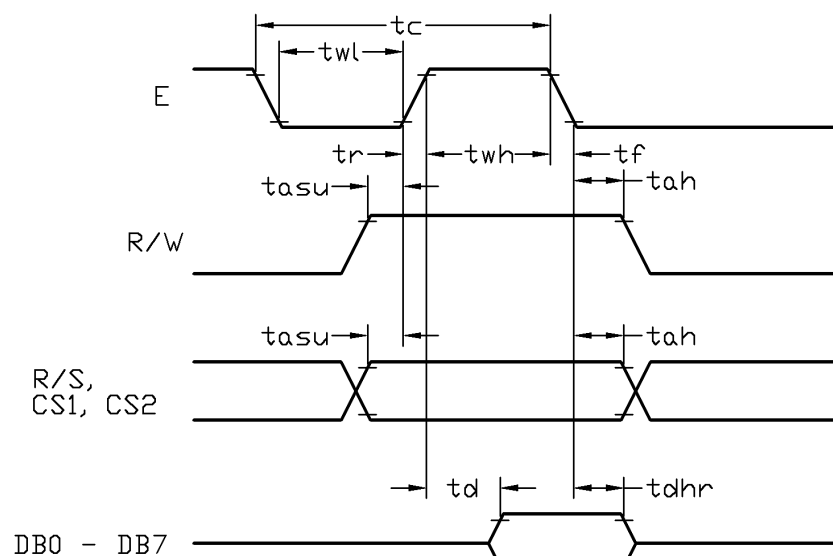 tc
twl
E
tr
twh
tf
tasu
tah
R/W
tasu
tah
R/S,
CS1, CS2
td
tdhr
DB0 - DB7